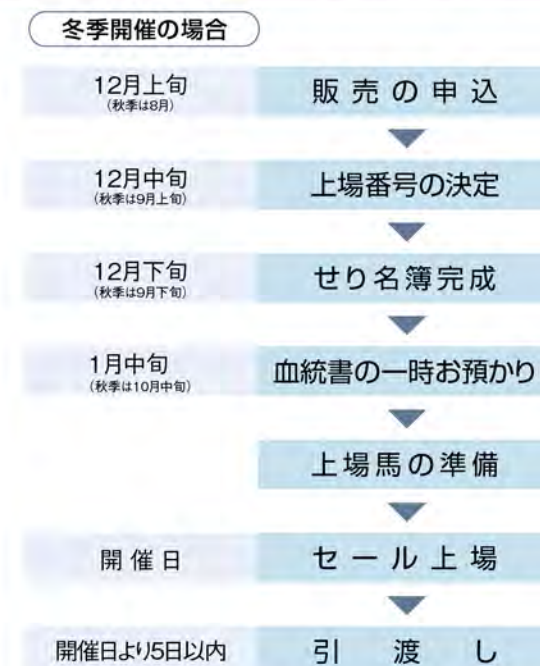 冬季開催の場合
12月上旬
(秋季は8月)
販売の申込
12月中旬
(秋季は9月上旬)
上場番号の決定
12月下旬
(秋季は9月下旬)
せり名簿完成
1月中旬
(秋季は10月中旬)
血統書の一時お預かり
上場馬の準備
開催日
セール上場
開催日より5日以内
引渡し